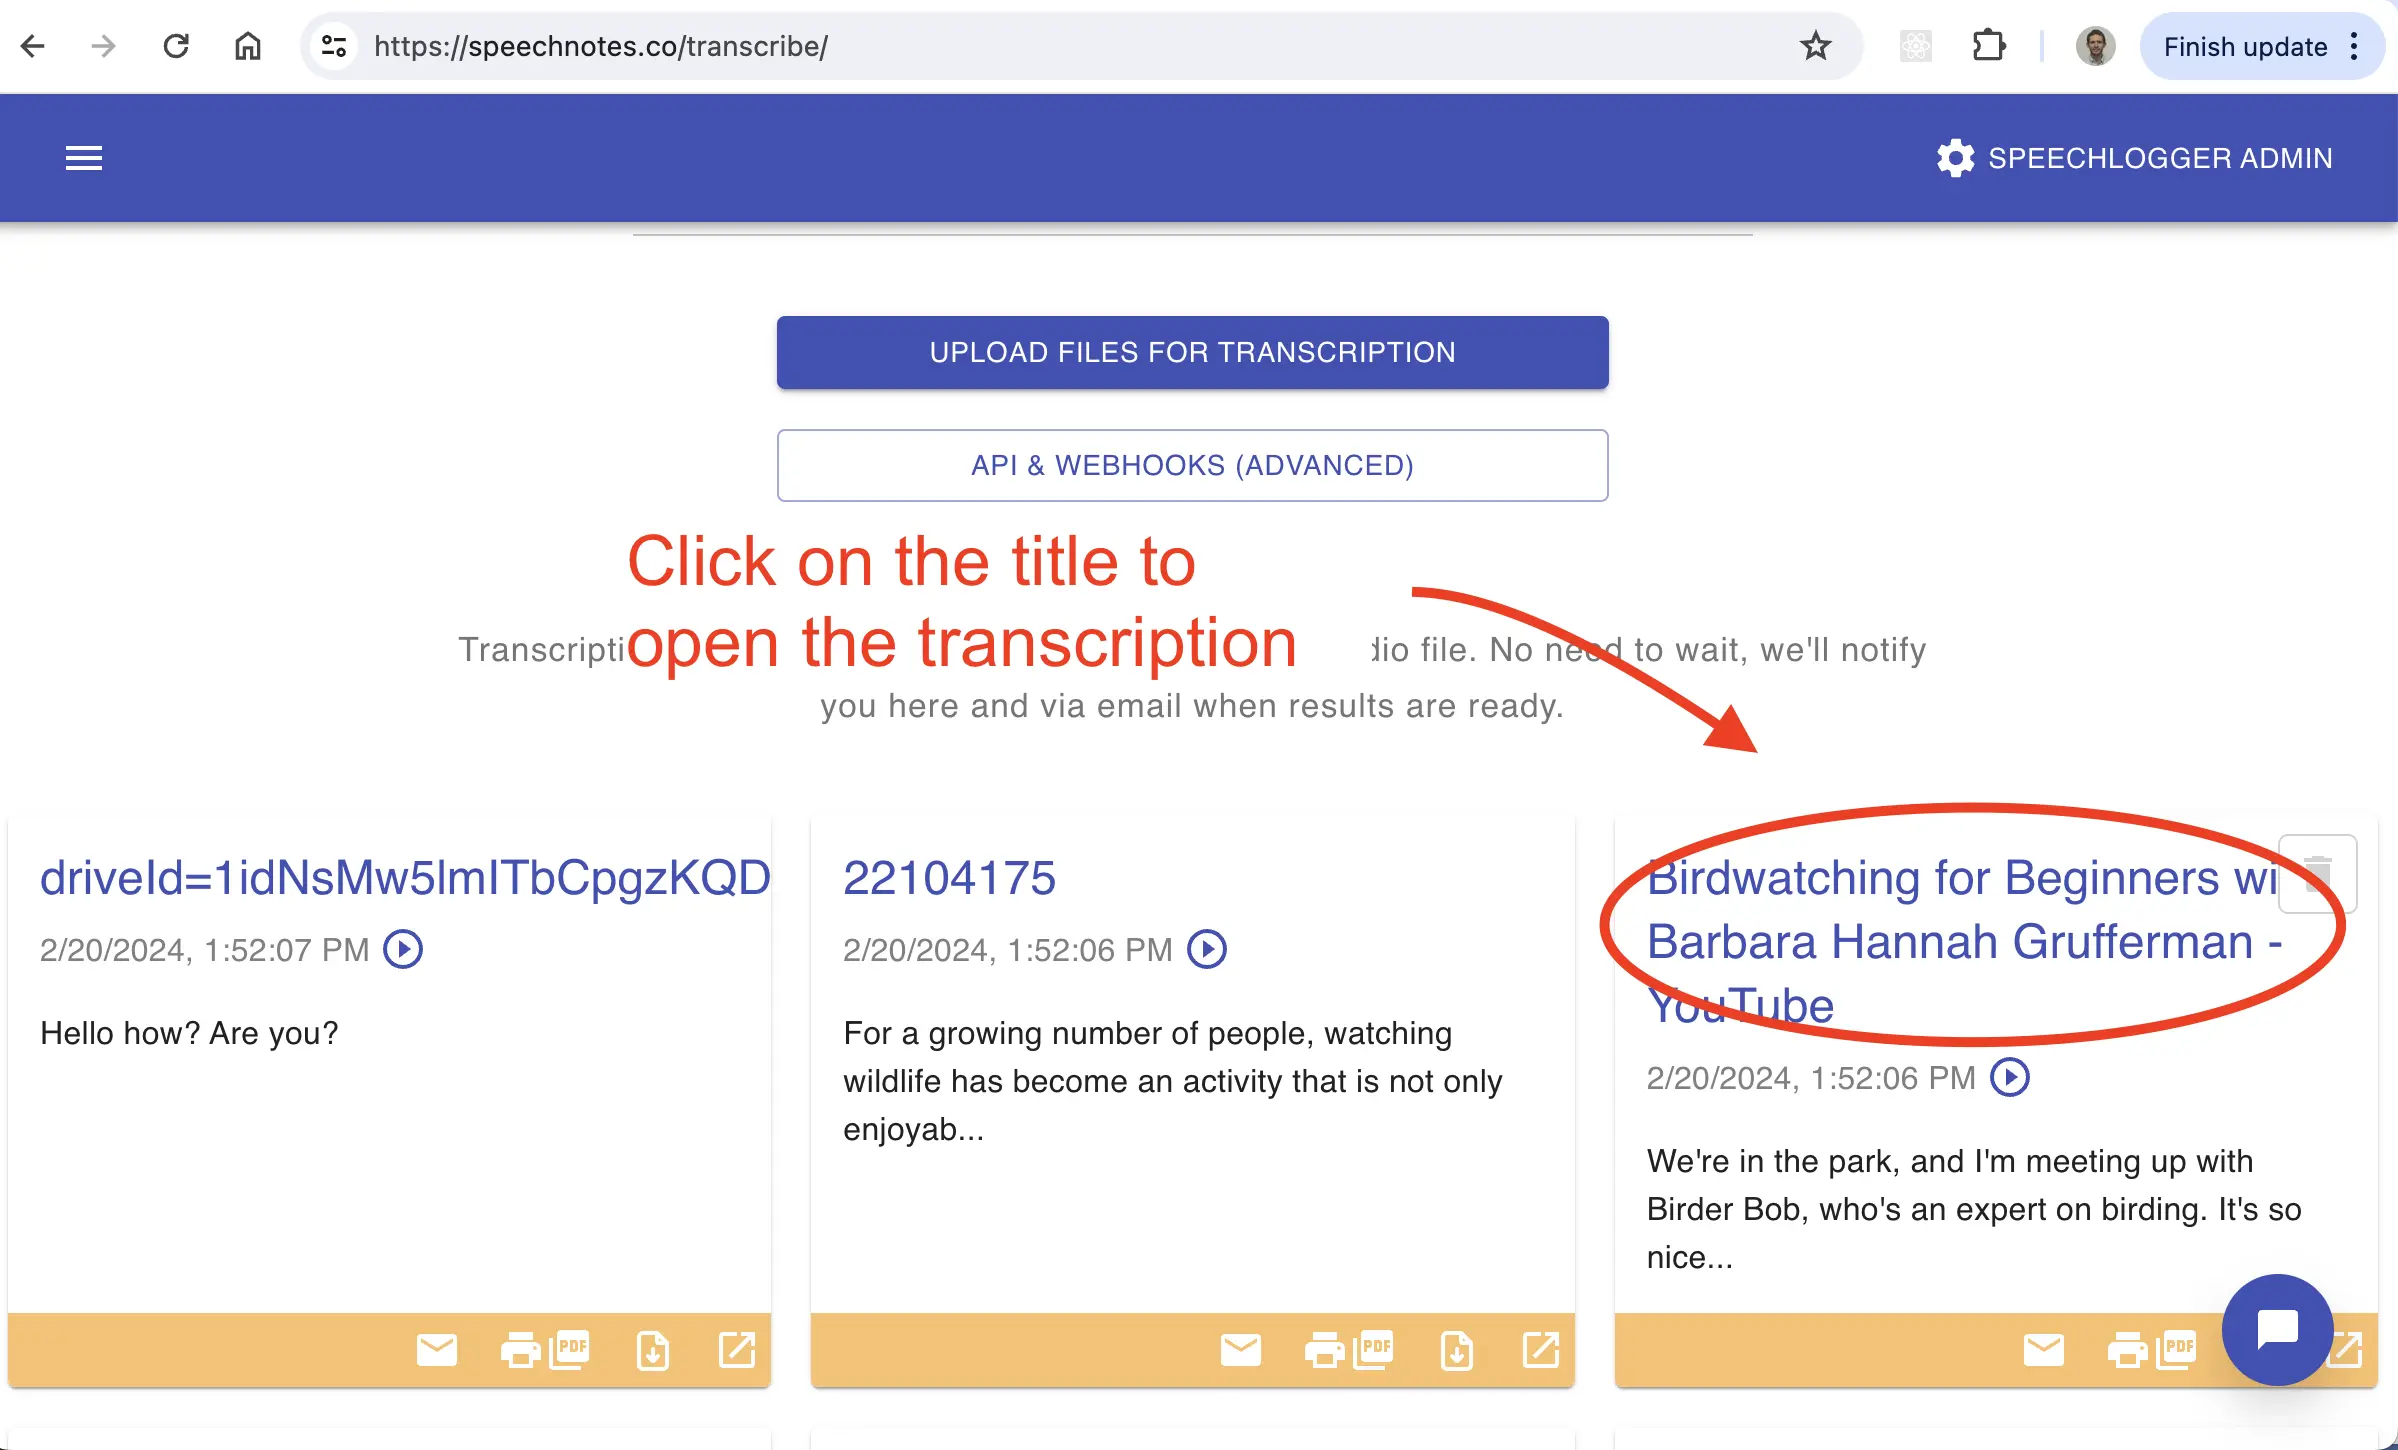 https://speechnotes.co/transcribe/
Finish update
SPEECHLOGGER ADMIN
UPLOAD FILES FOR TRANSCRIPTION
API & WEBHOOKS (ADVANCED)
Click on the title to
open the transcription
Transcripti dio file. No need to wait, we'll notify
you here and via email when results are ready.
driveId=1idNsMw5lmITbCpgzKQD
2/20/2024, 1:52:07 PM
Hello how? Are you?
PDF
22104175
2/20/2024, 1:52:06 PM
For a growing number of people, watching
wildlife has become an activity that is not only
enjoyab...
PDF
Birdwatching for Beginners wi
Barbara Hannah Grufferman -
YouTube
2/20/2024, 1:52:06 PM
We're in the park, and I'm meeting up with
Birder Bob, who's an expert on birding. It's so
nice...
PDF